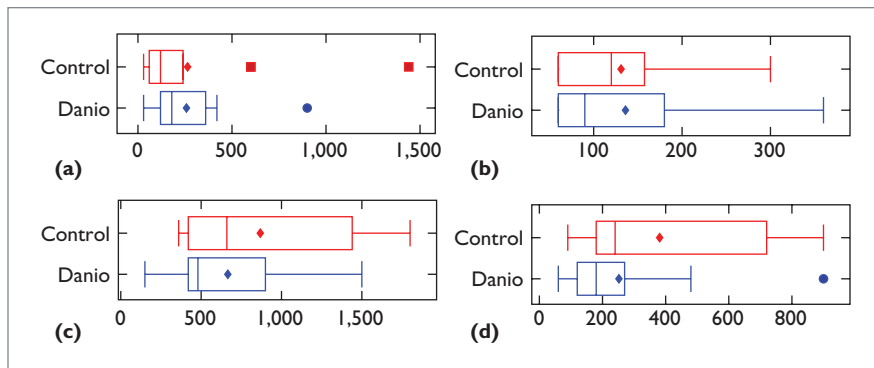 Control
Danio
0 500 1,000 1,500
(a)
Control
Danio
100 200 300
(b)
Control
Danio
0 500 1,000 1,500
(c)
Control
Danio
0 200 400 600 800
(d)